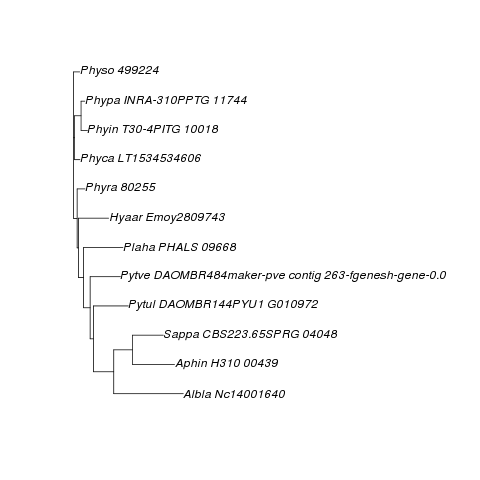 Physo 499224
Phypa INRA-310PPTG 11744
Phyin T30-4PITG 10018
Phyca LT1534534606
Phyra 80255
Hyaar Emoy2809743
Plaha PHALS 09668
Pytve DAOMBR484maker-pve contig 263-fgenesh-gene-0.0
Pytul DAOMBR144PYU1 G010972
Sappa CBS223.65SPRG 04048
Aphin H310 00439
Albla Nc14001640